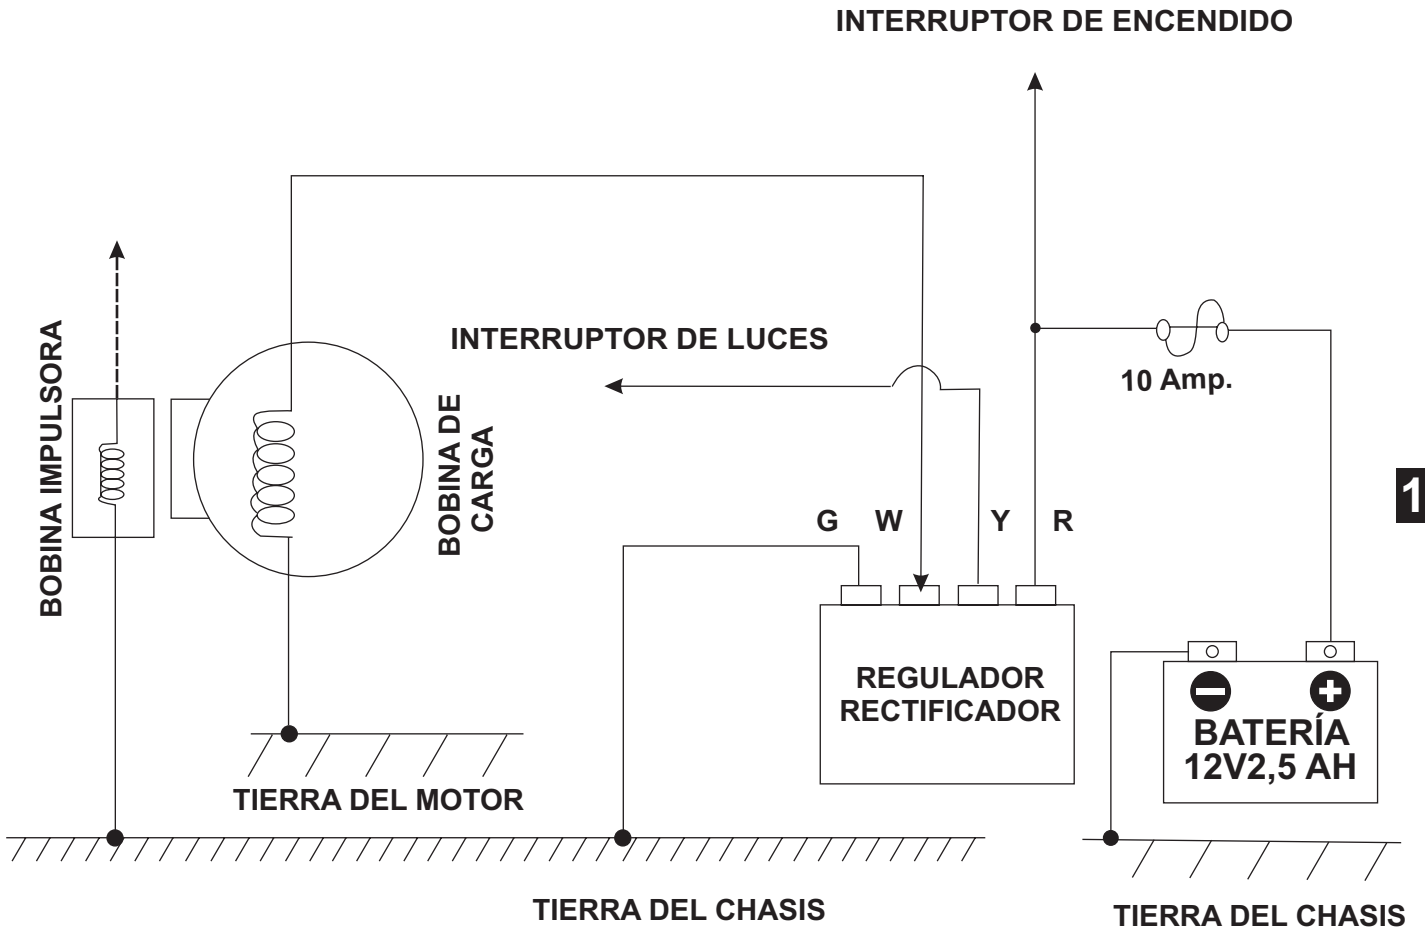 INTERRUPTOR DE ENCENDIDO
INTERRUPTOR DE LUCES
10 Amp.
BOBINA IMPULSORA
BOBINA DE
CARGA
1
G W Y R
REGULADOR
RECTIFICADOR
BATERÍA
12V2,5 AH
TIERRA DEL MOTOR
TIERRA DEL CHASIS
TIERRA DEL CHASIS